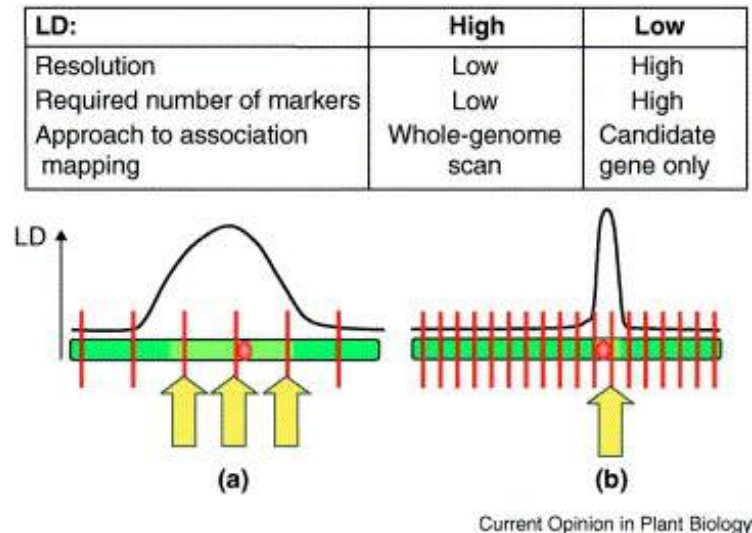 LD: High Low
Resolution Low High
Required number of markers Low High
Approach to association Whole-genome Candidate
mapping scan gene only
LD
(a) (b)
Current Opinion in Plant Biology